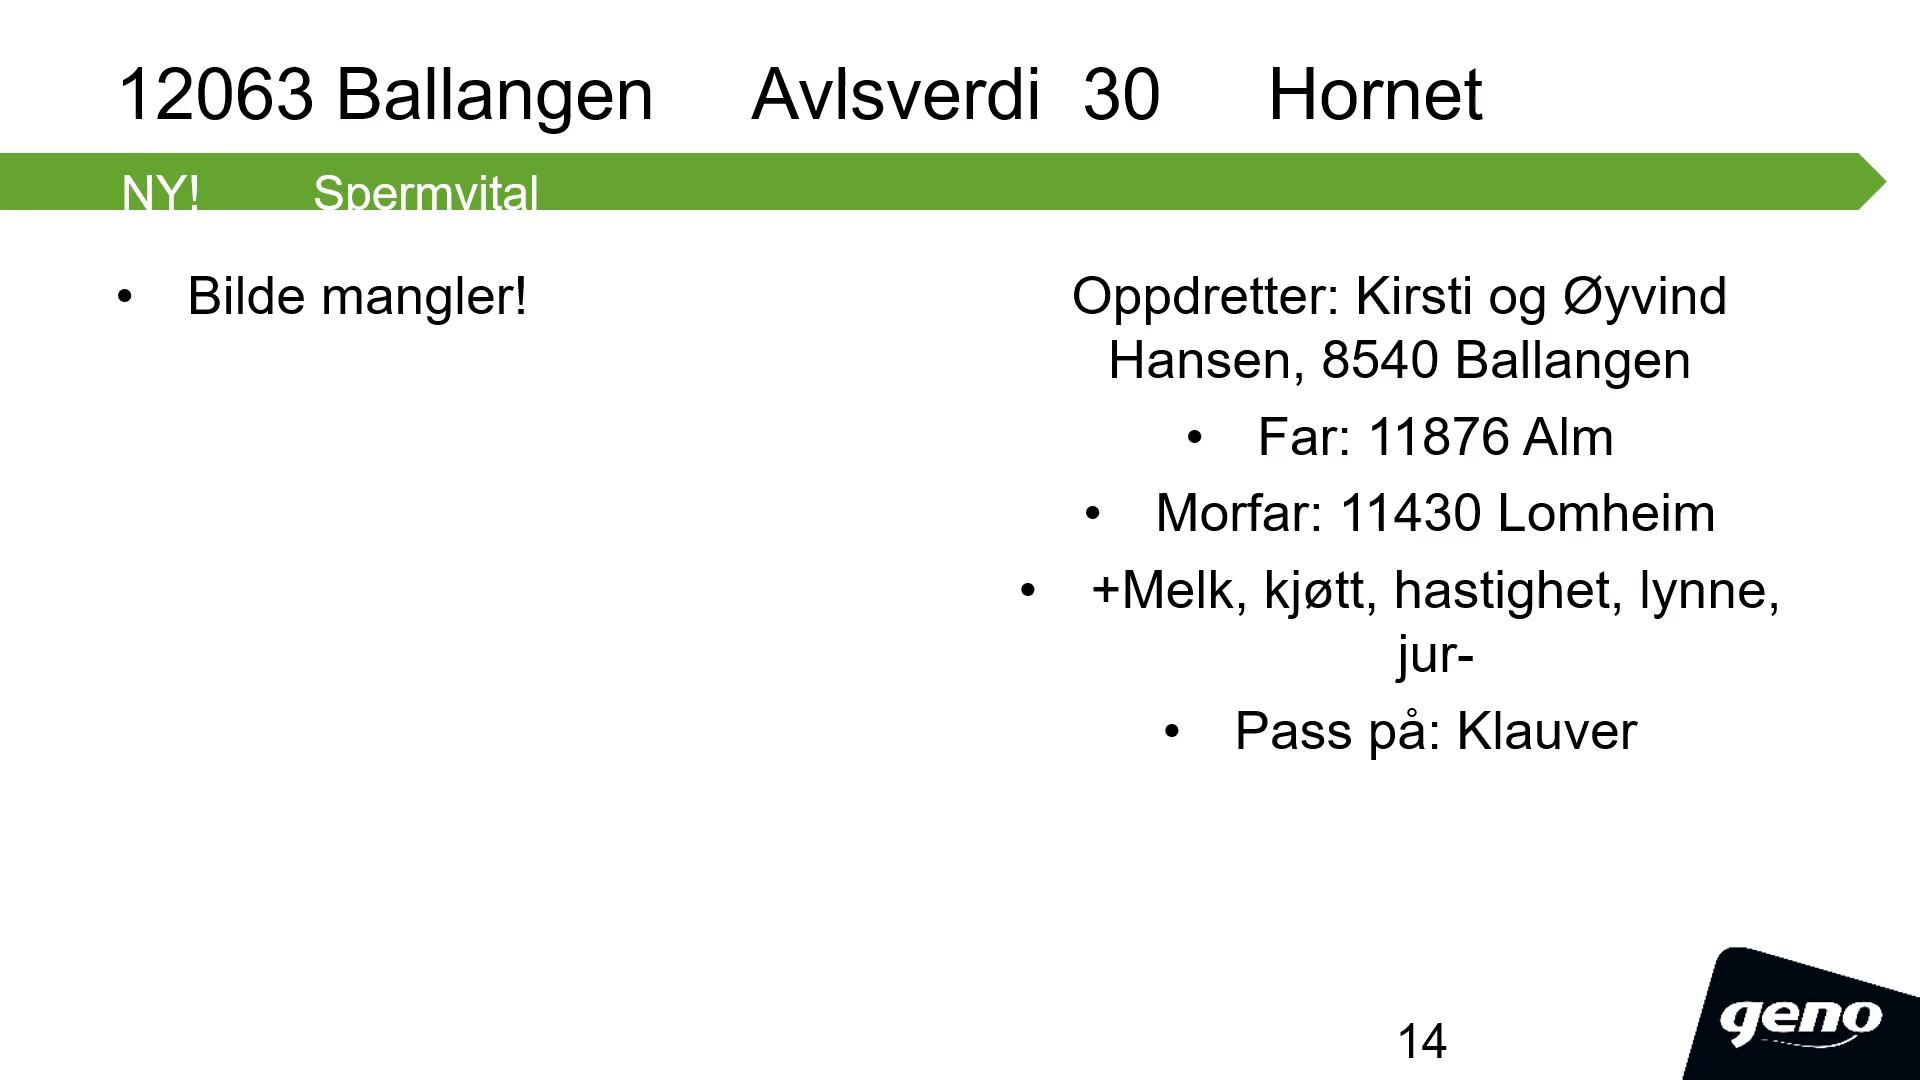 12063 Ballangen Avlsverdi 30 Hornet
NY! Spermvital
• Bilde mangler!
Oppdretter: Kirsti og Øyvind
Hansen, 8540 Ballangen
• Far: 11876 Alm
• Morfar: 11430 Lomheim
• +Melk, kjøtt, hastighet, lynne,
jur-
• Pass på: Klauver
14
geno